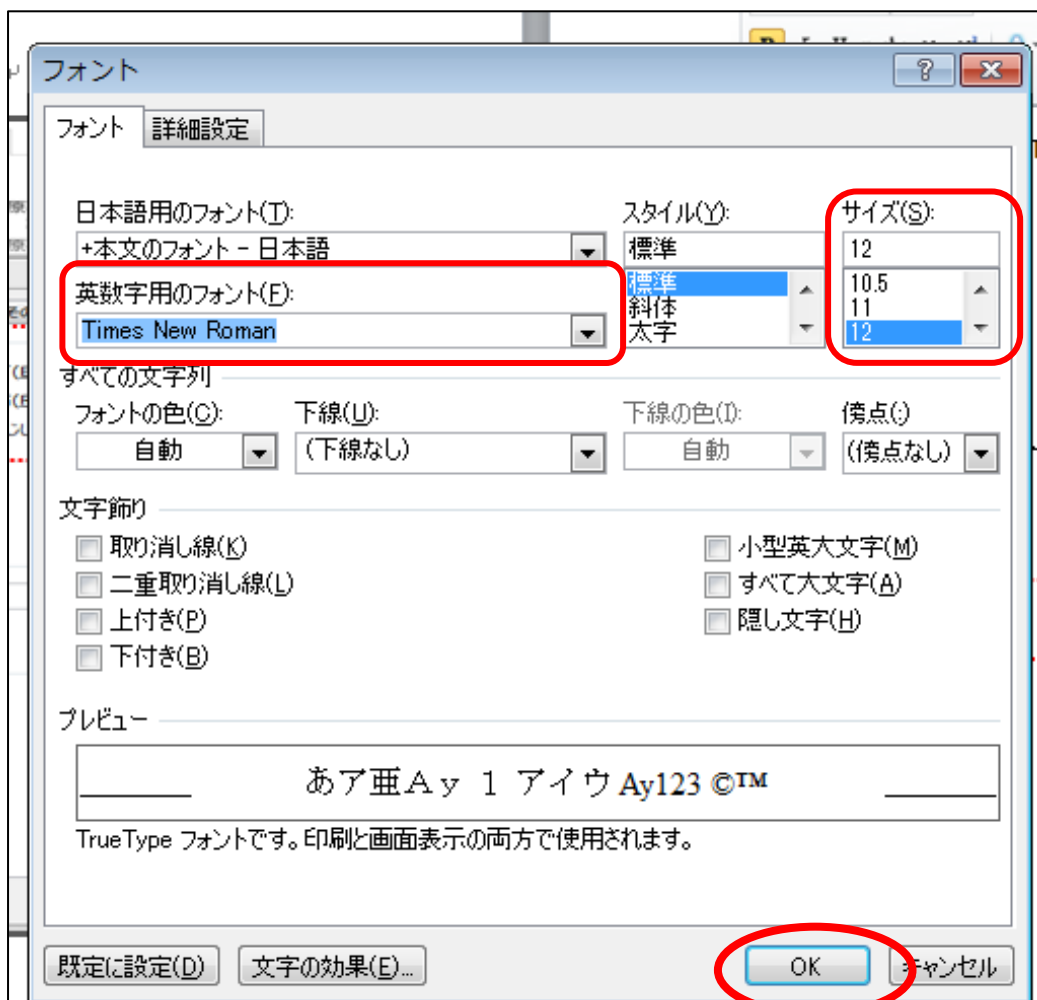 フォント
フォント 詳細設定
日本語用のフォント(T): スタイル(Y): サイズ(S):
+本文のフォント - 日本語 標準 12
英数字用のフォント(F): 標準 10.5
Times New Roman 斜体 11
太字 12
すべての文字列
フォントの色(C): 下線(U): 下線の色(I): 傍点(·)
自動 (下線なし) 自動 (傍点なし)
文字飾り
取り消し線(K) 小型英大文字(M)
二重取り消し線(L) すべて大文字(A)
上付き(P) 隠し文字(H)
下付き(B)
プレビュー
あア亜Ay 1 アイウ Ay123 ©™
TrueType フォントです。印刷と画面表示の両方で使用されます。
既定に設定(D) 文字の効果(E)... OK キャンセル